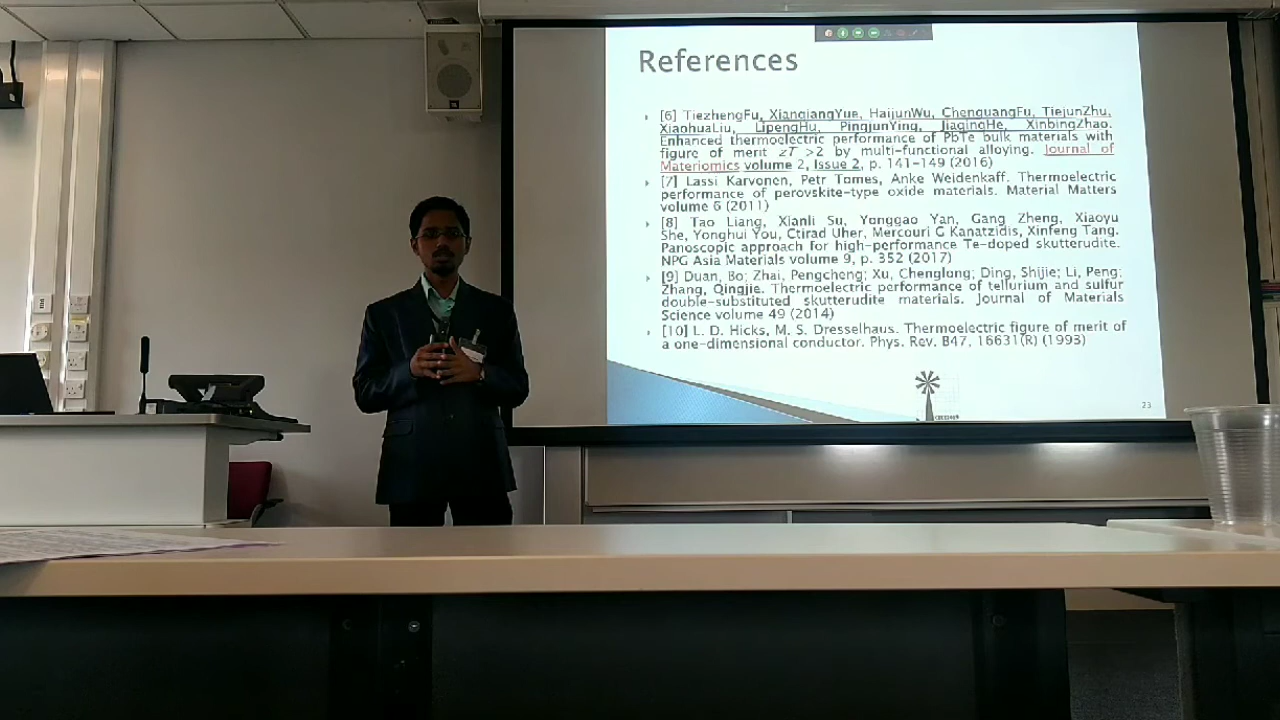 References
[6] TiezhengFu, XianqiangYue, HaijunWu, ChenguangFu, TiejunZhu,
XiaohuaLiu, LipengHu, PingjunYing, JiaqingHe, XinbingZhao.
Enhanced thermoelectric performance of PbTe bulk materials with
figure of merit zT >2 by multi-functional alloying. Journal of
Materiomics volume 2, Issue 2, p. 141-149 (2016)
[7] Lassi Karvonen, Petr Tomes, Anke Weidenkaff. Thermoelectric
performance of perovskite-type oxide materials. Material Matters
volume 6 (2011)
[8] Tao Liang, Xianli Su, Yonggao Yan, Gang Zheng, Xiaoyu
She, Yonghui You, Ctirad Uher, Mercouri G Kanatzidis, Xinfeng Tang.
Panoscopic approach for high-performance Te-doped skutterudite.
NPG Asia Materials volume 9, p. 352 (2017)
[9] Duan, Bo; Zhai, Pengcheng; Xu, Chenglong; Ding, Shijie; Li, Peng;
Zhang, Qingjie. Thermoelectric performance of tellurium and sulfur
double-substituted skutterudite materials. Journal of Materials
Science volume 49 (2014)
[10] L. D. Hicks, M. S. Dresselhaus. Thermoelectric figure of merit of
a one-dimensional conductor. Phys. Rev. B47, 16631(R) (1993)
23